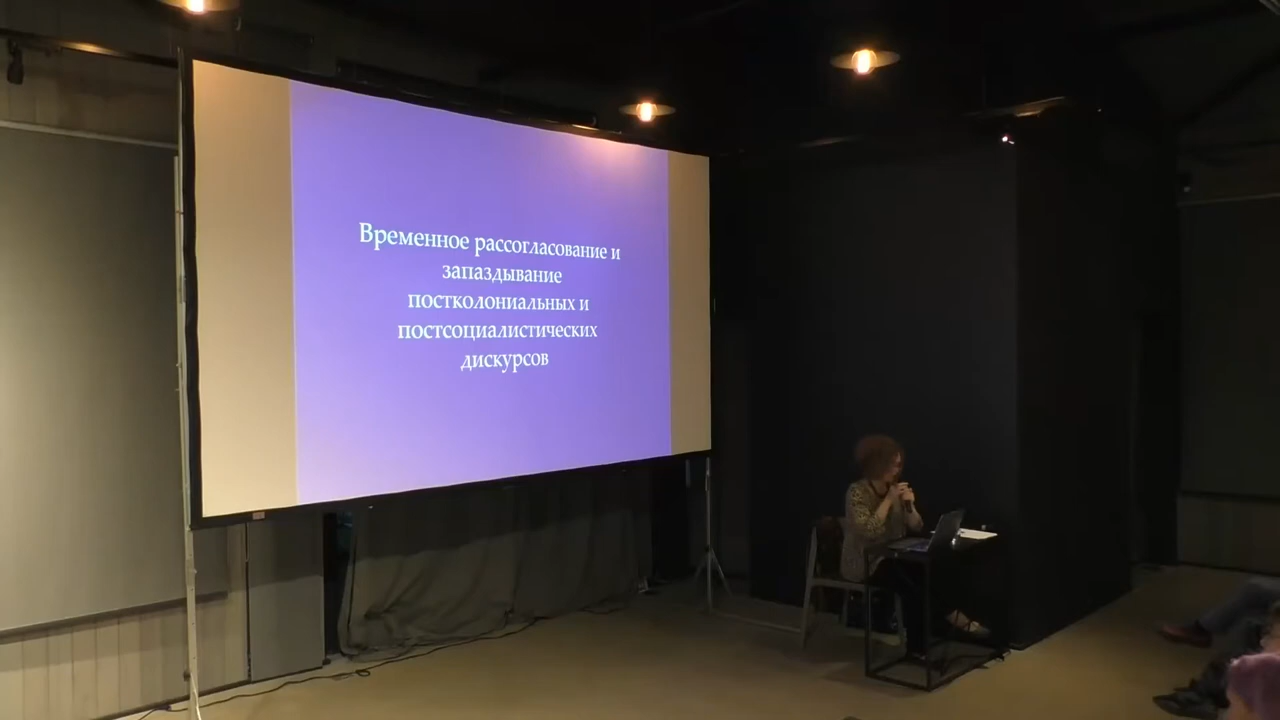 Временное рассогласование и
запаздывание
постколониальных и
постсоциалистических
дискурсов